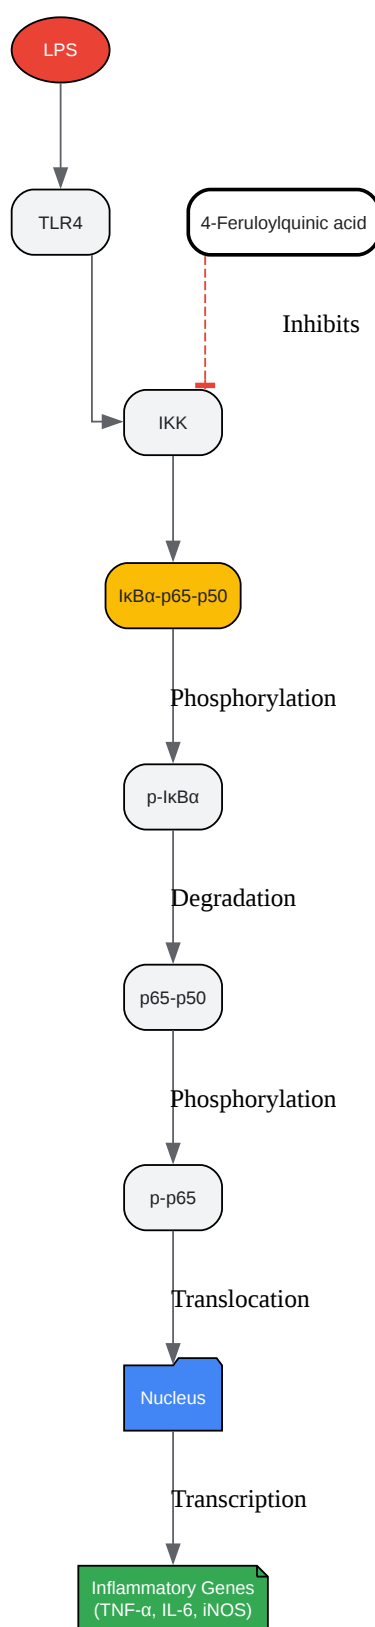 LPS
TLR4
4-Feruloylquinic acid
Inhibits
IKK
IκBα-p65-p50
Phosphorylation
p-IκBα
Degradation
p65-p50
Phosphorylation
p-p65
Translocation
Nucleus
Transcription
Inflammatory Genes
(TNF-α, IL-6, iNOS)